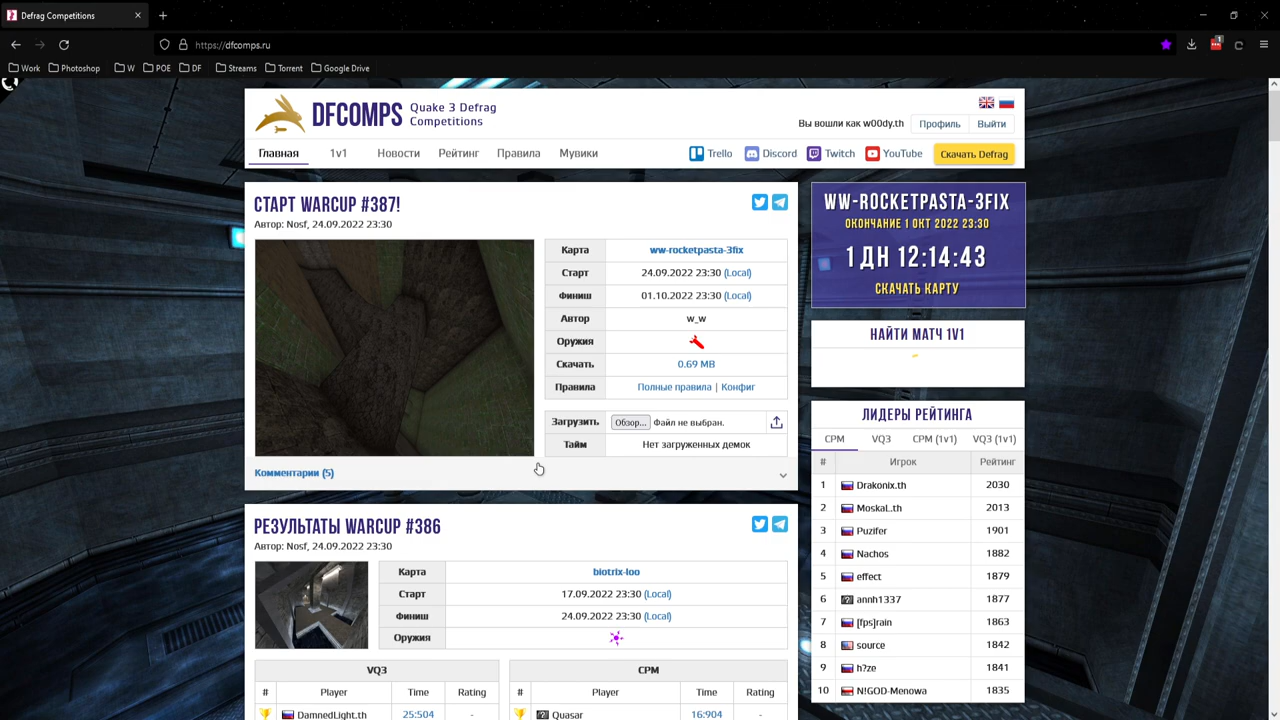 Defrag Competitions
https://dfcomps.ru
1
Work
Photoshop
W
POE
DF
Streams
Torrent
Google Drive
DFCOMPS
Quake 3 Defrag
Competitions
Вы вошли как w00dy.th
Профиль
Выйти
Главная
1v1
Новости
Рейтинг
Правила
Мувики
Trello
Discord
Twitch
YouTube
Скачать Defrag
СТАРТ WARCUP #387!
Автор: Nosf, 24.09.2022 23:30
Карта ww-rocketpasta-3fix
Старт 24.09.2022 23:30 (Local)
Финиш 01.10.2022 23:30 (Local)
Автор w_w
Оружия
Скачать 0.69 MB
Правила Полные правила | Конфиг
Загрузить Обзор... Файл не выбран.
Тайм Нет загруженных демок
Комментарии (5)
РЕЗУЛЬТАТЫ WARCUP #386
Автор: Nosf, 24.09.2022 23:30
Карта biotrix-loo
Старт 17.09.2022 23:30 (Local)
Финиш 24.09.2022 23:30 (Local)
Оружия
VQ3
# Player Time Rating
DamnedLight.th 25:504 -
CPM
# Player Time Rating
Quasar 16:904 -
WW-ROCKETPASTA-3FIX
ОКОНЧАНИЕ 1 ОКТ 2022 23:30
1 ДН 12:14:43
СКАЧАТЬ КАРТУ
НАЙТИ МАТЧ 1V1
ЛИДЕРЫ РЕЙТИНГА
CPM VQ3 CPM (1v1) VQ3 (1v1)
# Игрок Рейтинг
1 Drakonix.th 2030
2 MoskaL.th 2013
3 Puzifer 1901
4 Nachos 1882
5 effect 1879
6 annh1337 1877
7 [fps]rain 1863
8 source 1842
9 h?ze 1841
10 N!GOD-Menowa 1835